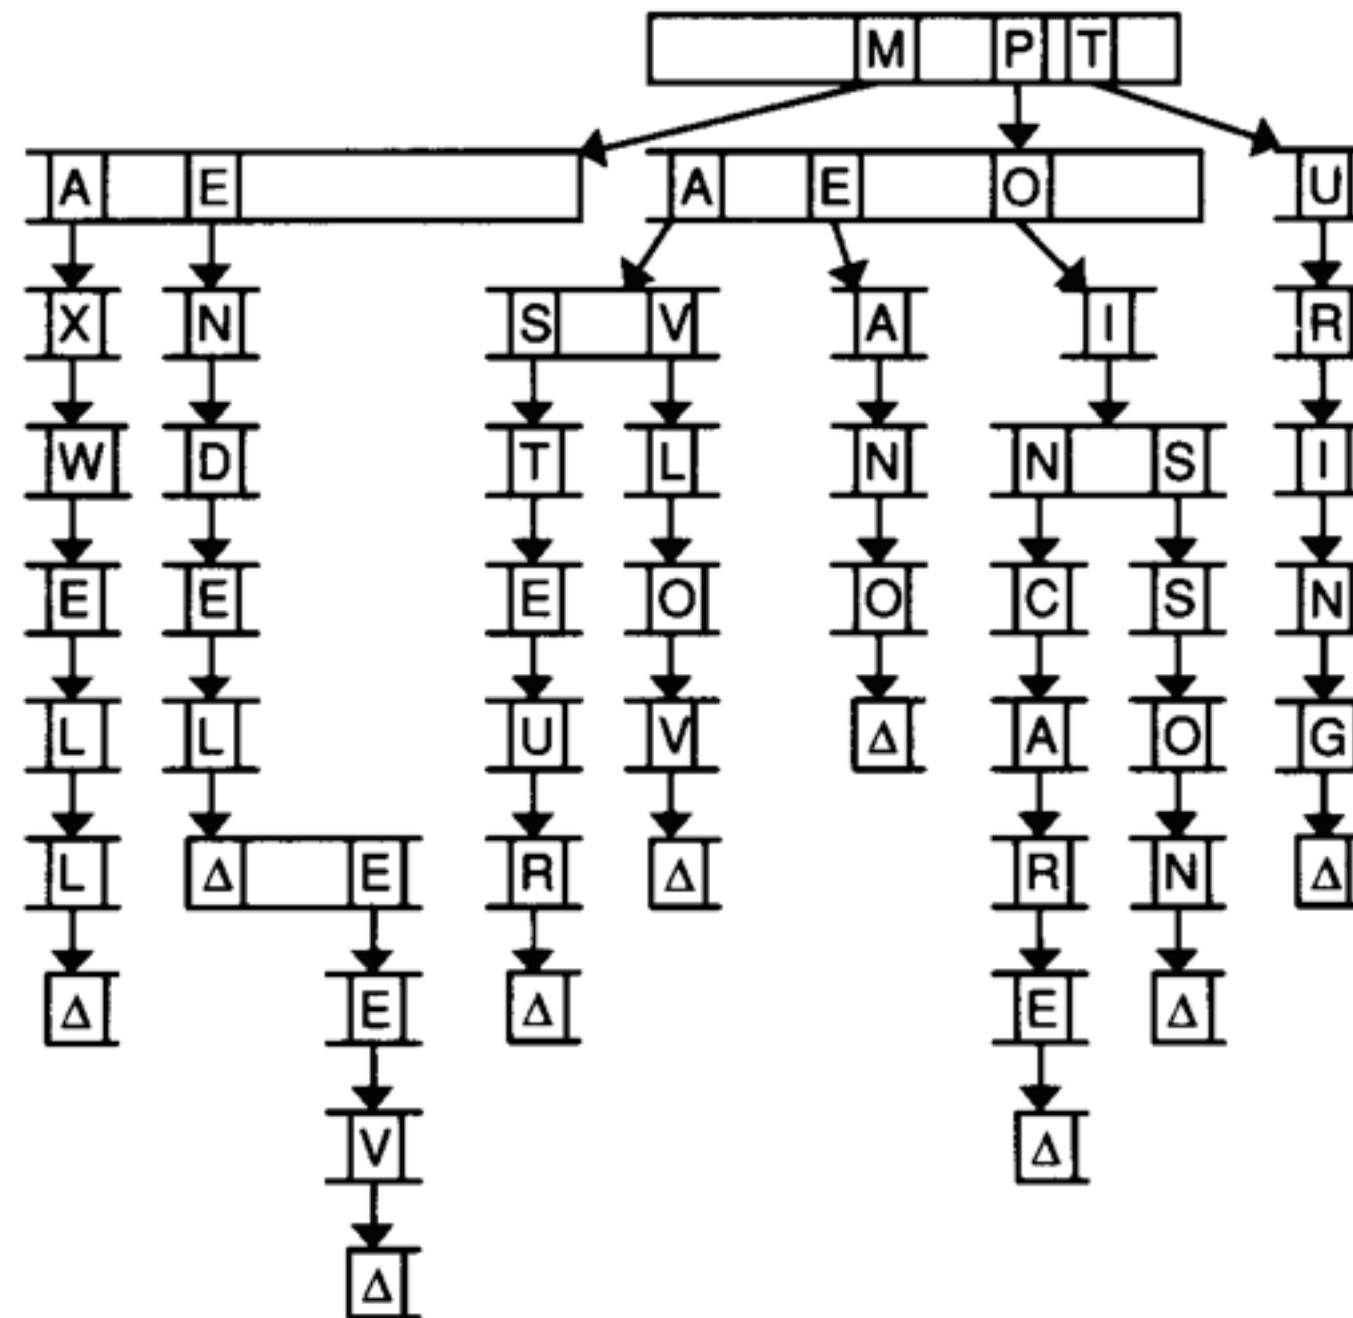 M P T
A E A E O U
X N S V A I R
W D T L N N S I
E E E O O C S N
L L U V Δ A O G
L Δ E R Δ R N Δ
Δ E Δ E Δ
V Δ
Δ